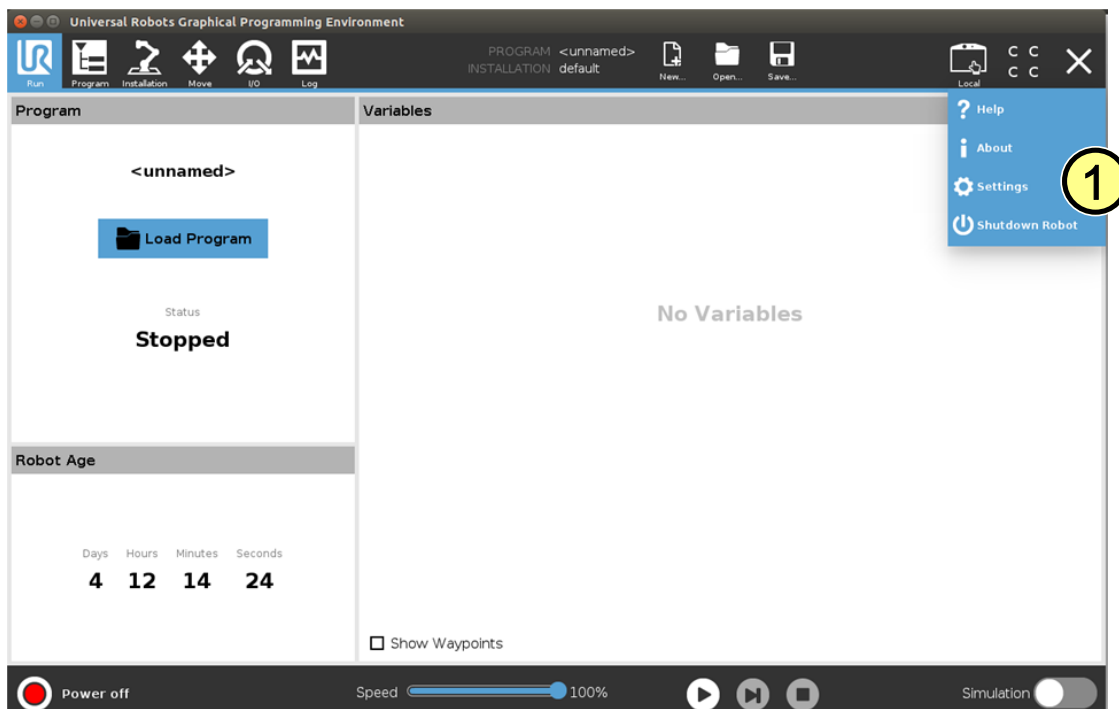 Universal Robots Graphical Programming Environment
UR
Run
Program
Installation
Move
I/O
Log
PROGRAM <unnamed>
INSTALLATION default
New...
Open...
Save...
Local
C C
C C
Program
<unnamed>
Load Program
Status
Stopped
Robot Age
Days Hours Minutes Seconds
4 12 14 24
Variables
No Variables
Show Waypoints
? Help
i About
Settings
Shutdown Robot
1
Power off
Speed 100%
Simulation